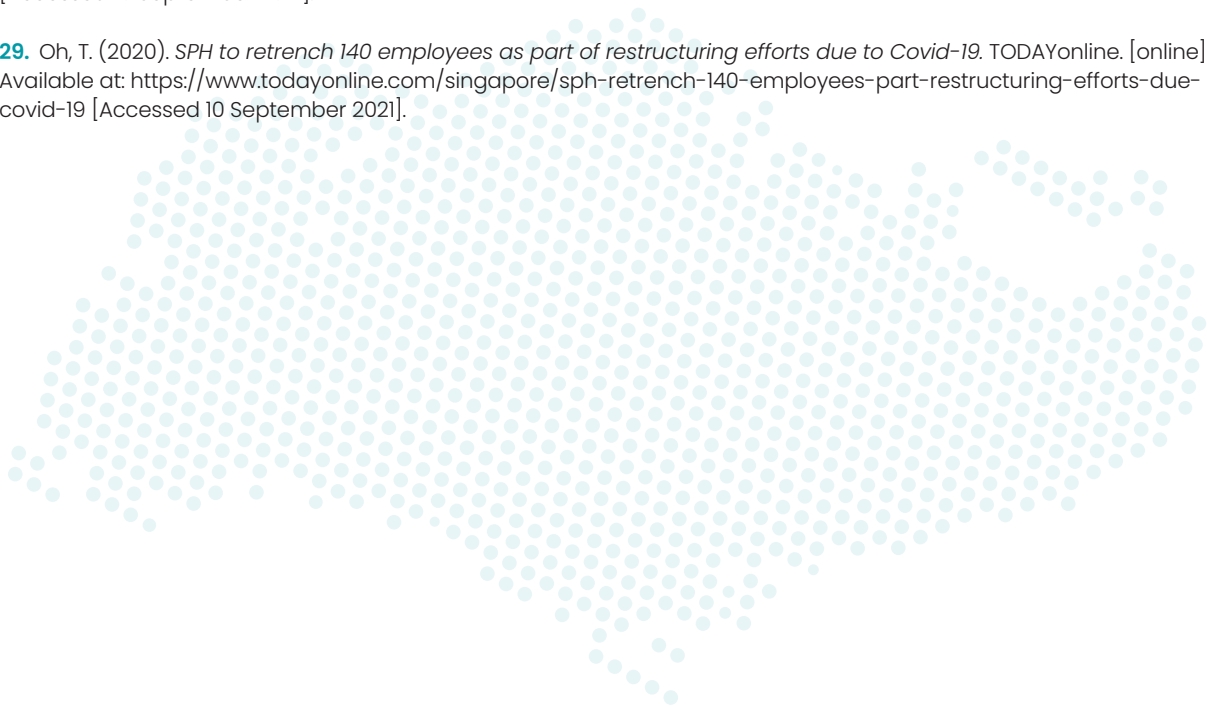 29. Oh, T. (2020). SPH to retrench 140 employees as part of restructuring efforts due to Covid-19. TODAYonline. [online]
Available at: https://www.todayonline.com/singapore/sph-retrench-140-employees-part-restructuring-efforts-due-
covid-19 [Accessed 10 September 2021].